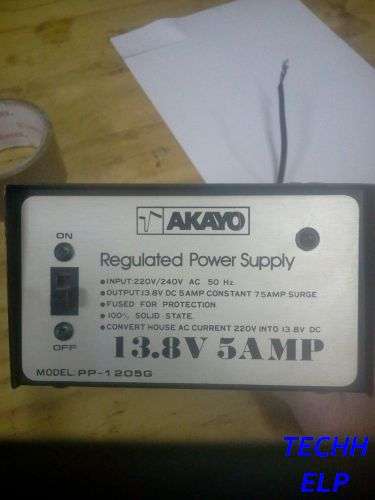 AKAYO
ON
Regulated Power Supply
INPUT:220V/240V AC 50 Hz.
OUTPUT:13.8V DC 5AMP CONSTANT 7.5AMP SURGE
FUSED FOR PROTECTION
100% SOLID STATE.
CONVERT HOUSE AC CURRENT 220V INTO 13.8V DC
OFF
13.8V 5AMP
MODEL:PP-1205G
TECHH
ELP